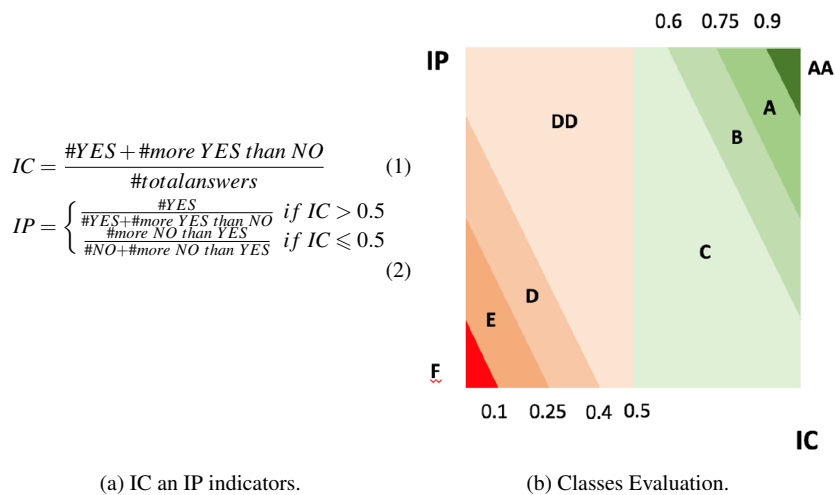 IC = #YES + #more YES than NO / #totalanswers (1)
IP = { #YES / #YES+#more YES than NO if IC > 0.5
#more NO than YES / #NO+#more NO than YES if IC ⩽ 0.5
(2)
(a) IC an IP indicators.
0.6 0.75 0.9
IP
AA
A
DD
B
C
D
E
F
0.1 0.25 0.4 0.5
IC
(b) Classes Evaluation.